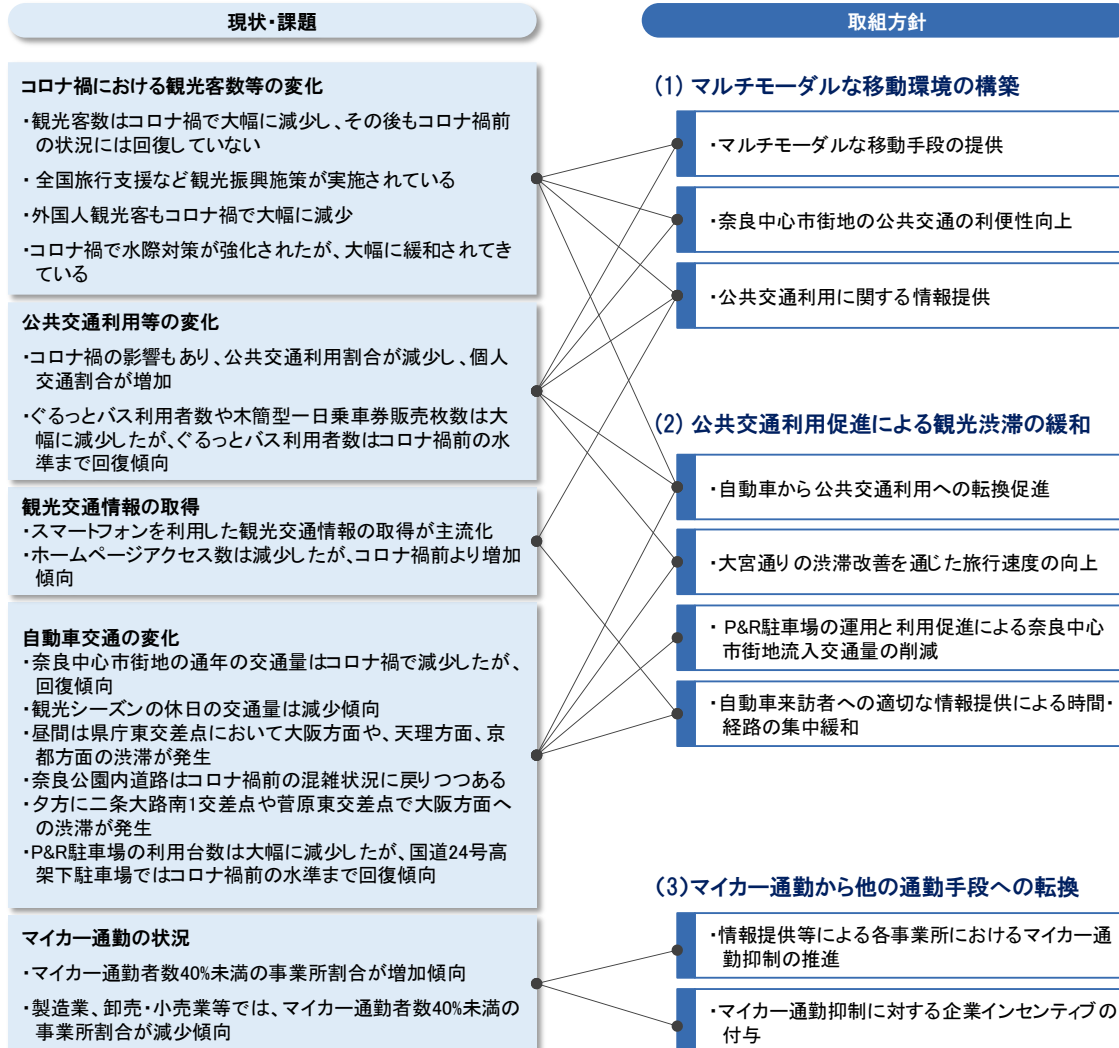 現状・課題
コロナ禍における観光客数等の変化
・観光客数はコロナ禍で大幅に減少し、その後もコロナ禍前
の状況には回復していない
・ 全国旅行支援など観光振興施策が実施されている
・外国人観光客もコロナ禍で大幅に減少
・コロナ禍で水際対策が強化されたが、大幅に緩和されてき
ている
公共交通利用等の変化
・コロナ禍の影響もあり、公共交通利用割合が減少し、個人
交通割合が増加
・ぐるっとバス利用者数や木簡型一日乗車券販売枚数は大
幅に減少したが、ぐるっとバス利用者数はコロナ禍前の水
準まで回復傾向
観光交通情報の取得
・スマートフォンを利用した観光交通情報の取得が主流化
・ホームページアクセス数は減少したが、コロナ禍前より増加
傾向
自動車交通の変化
・奈良中心市街地の通年の交通量はコロナ禍で減少したが、
回復傾向
・観光シーズンの休日の交通量は減少傾向
・昼間は県庁東交差点において大阪方面や、天理方面、京
都方面の渋滞が発生
・奈良公園内道路はコロナ禍前の混雑状況に戻りつつある
・夕方に二条大路南1交差点や菅原東交差点で大阪方面へ
の渋滞が発生
・P&R駐車場の利用台数は大幅に減少したが、国道24号高
架下駐車場ではコロナ禍前の水準まで回復傾向
マイカー通勤の状況
・マイカー通勤者数40%未満の事業所割合が増加傾向
・製造業、卸売・小売業等では、マイカー通勤者数40%未満の
事業所割合が減少傾向
取組方針
(1) マルチモーダルな移動環境の構築
・マルチモーダルな移動手段の提供
・奈良中心市街地の公共交通の利便性向上
・公共交通利用に関する情報提供
(2) 公共交通利用促進による観光渋滞の緩和
・自動車から公共交通利用への転換促進
・大宮通りの渋滞改善を通じた旅行速度の向上
・ P&R駐車場の運用と利用促進による奈良中心
市街地流入交通量の削減
・自動車来訪者への適切な情報提供による時間・
経路の集中緩和
(3)マイカー通勤から他の通勤手段への転換
・情報提供等による各事業所におけるマイカー通
勤抑制の推進
・マイカー通勤抑制に対する企業インセンティブの
付与